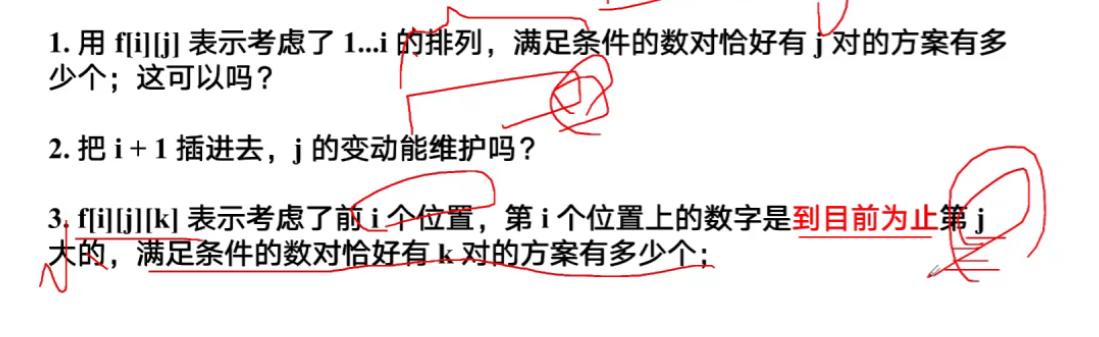 1. 用 f[i][j] 表示考虑了 1...i 的排列，满足条件的数对恰好有 j 对的方案有多
少个；这可以吗？
2. 把 i + 1 插进去，j 的变动能维护吗？
3. f[i][j][k] 表示考虑了前 i 个位置，第 i 个位置上的数字是到目前为止第 j
大的，满足条件的数对恰好有 k 对的方案有多少个；